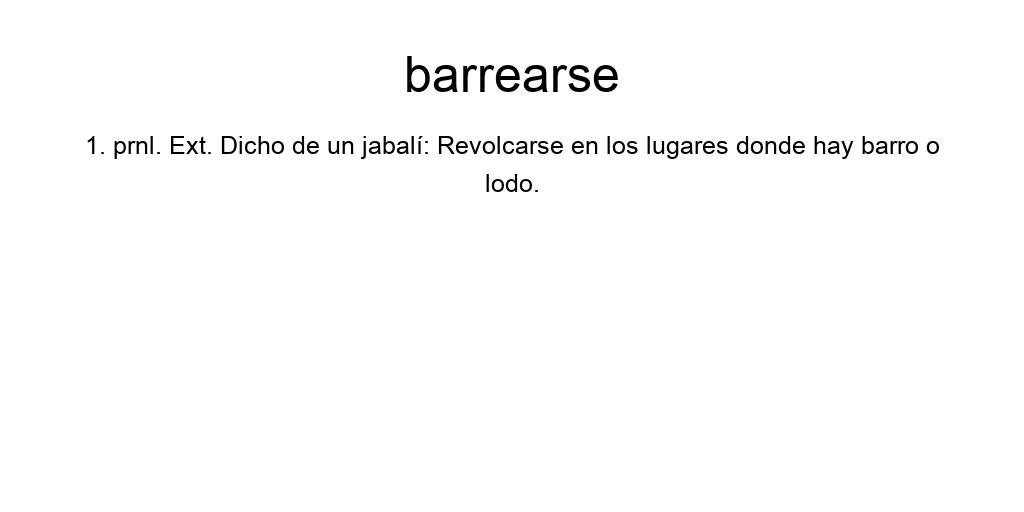 barrearse
1. prnl. Ext. Dicho de un jabalí: Revolcarse en los lugares donde hay barro o
lodo.